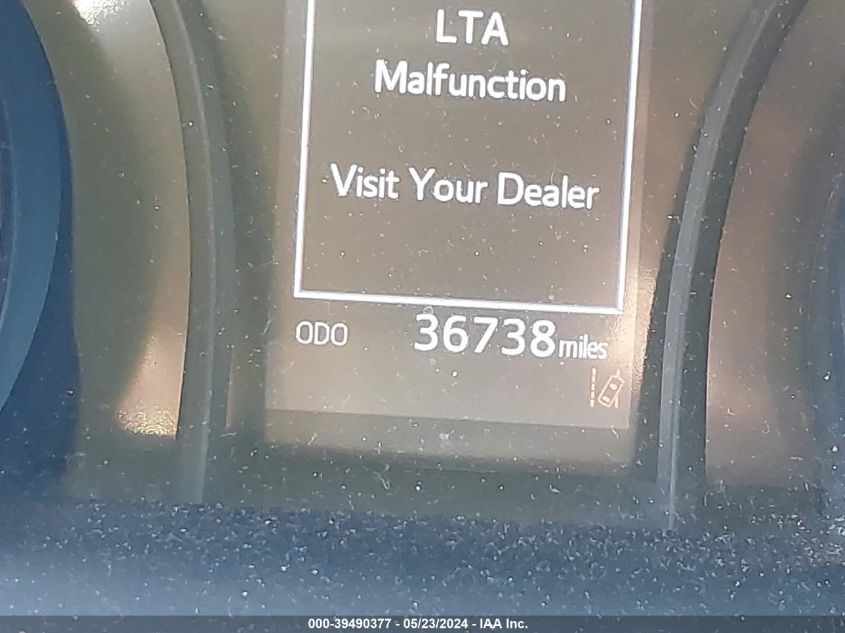 LTA
Malfunction
Visit Your Dealer
ODO 36738 miles
000-39490377 - 05/23/2024 - IAA Inc.